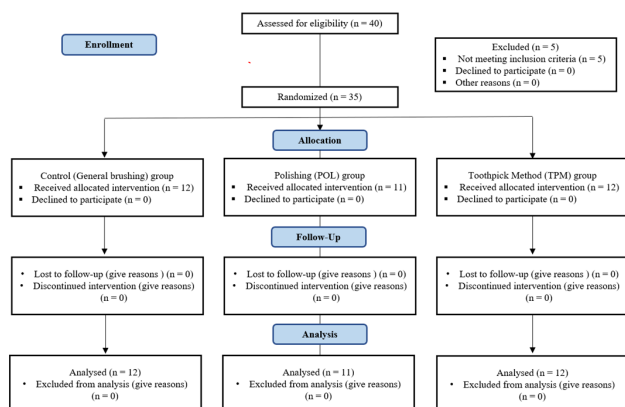 Assessed for eligibility (n = 40)
Enrollment
Excluded (n = 5)
▪ Not meeting inclusion criteria (n = 5)
▪ Declined to participate (n = 0)
▪ Other reasons (n = 0)
Randomized (n = 35)
Allocation
Control (General brushing) group
▪ Received allocated intervention (n = 12)
▪ Declined to participate (n = 0)
Polishing (POL) group
▪ Received allocated intervention (n = 11)
▪ Declined to participate (n = 0)
Toothpick Method (TPM) group
▪ Received allocated intervention (n = 12)
▪ Declined to participate (n = 0)
Follow-Up
• Lost to follow-up (give reasons ) (n = 0)
• Discontinued intervention (give reasons)
(n = 0)
• Lost to follow-up (give reasons ) (n = 0)
• Discontinued intervention (give reasons)
(n = 0)
• Lost to follow-up (give reasons ) (n = 0)
• Discontinued intervention (give reasons)
(n = 0)
Analysis
Analysed (n = 12)
• Excluded from analysis (give reasons)
(n = 0)
Analysed (n = 11)
• Excluded from analysis (give reasons)
(n = 0)
Analysed (n = 12)
• Excluded from analysis (give reasons)
(n = 0)